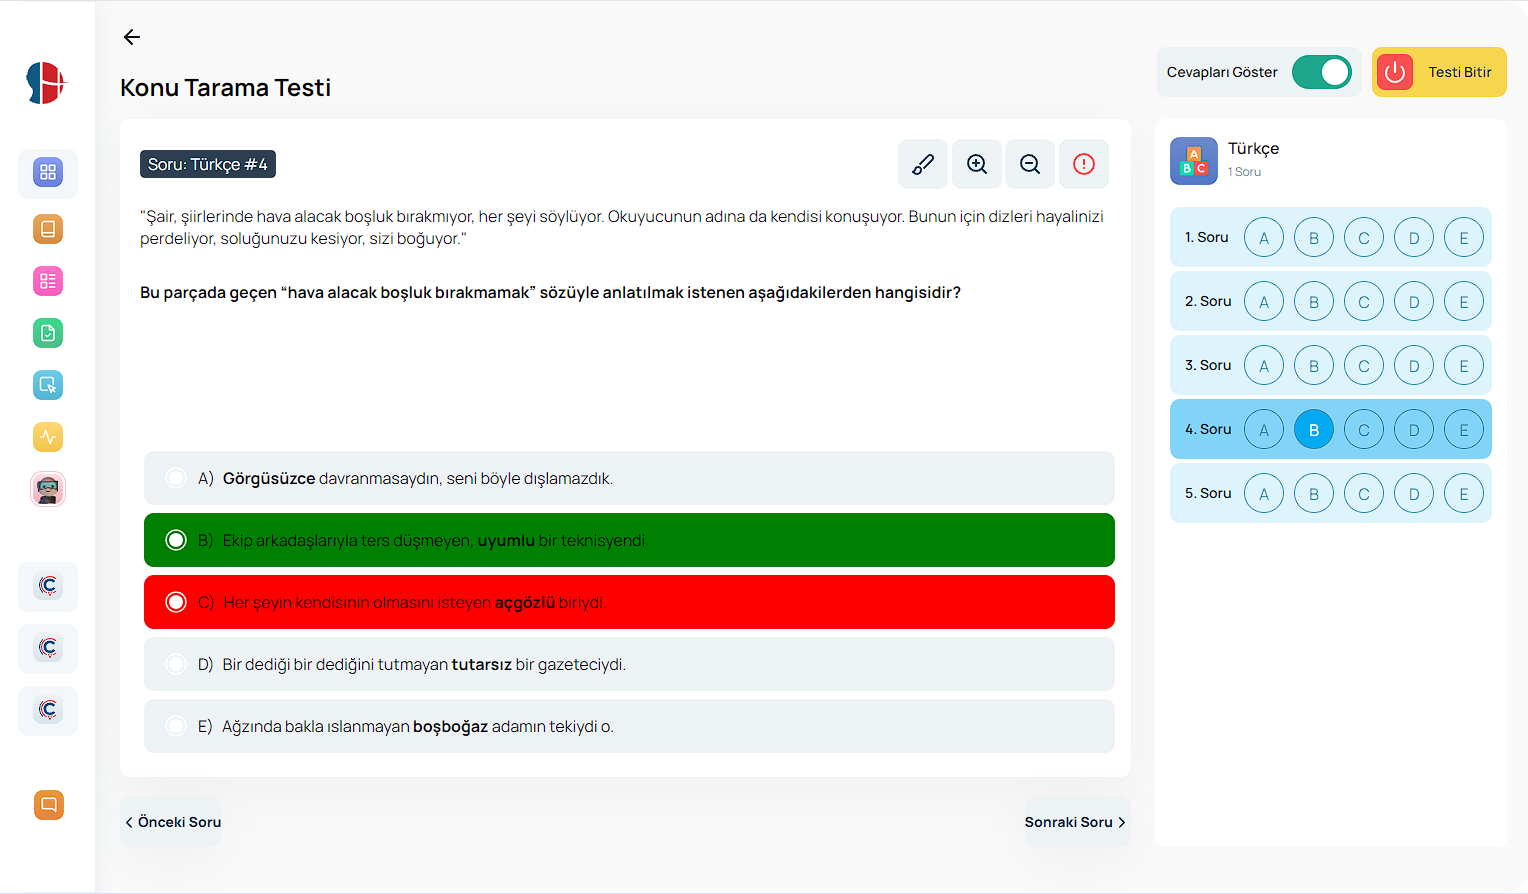 Konu Tarama Testi
Cevapları Göster
Testi Bitir
Soru: Türkçe #4
"Şair, şiirlerinde hava alacak boşluk bırakmıyor, her şeyi söylüyor. Okuyucunun adına da kendisi konuşuyor. Bunun için dizleri hayalinizi
perdeliyor, soluğunuzu kesiyor, sizi boğuyor."
Bu parçada geçen “hava alacak boşluk bırakmamak” sözüyle anlatılmak istenen aşağıdakilerden hangisidir?
A) Görgüsüzce davranmasaydın, seni böyle dışlamazdık.
B) Ekip arkadaşlarıyla ters düşmeyen, uyumlu bir teknisyendi
C) Her şeyin kendisinin olmasını isteyen açgözlü biriydi.
D) Bir dediği bir dediğini tutmayan tutarsız bir gazeteciydi.
E) Ağzında bakla ıslanmayan boşboğaz adamın tekiydi o.
Önceki Soru
Sonraki Soru
A
B C
Türkçe
1 Soru
1. Soru A B C D E
2. Soru A B C D E
3. Soru A B C D E
4. Soru A B C D E
5. Soru A B C D E
C
C
C